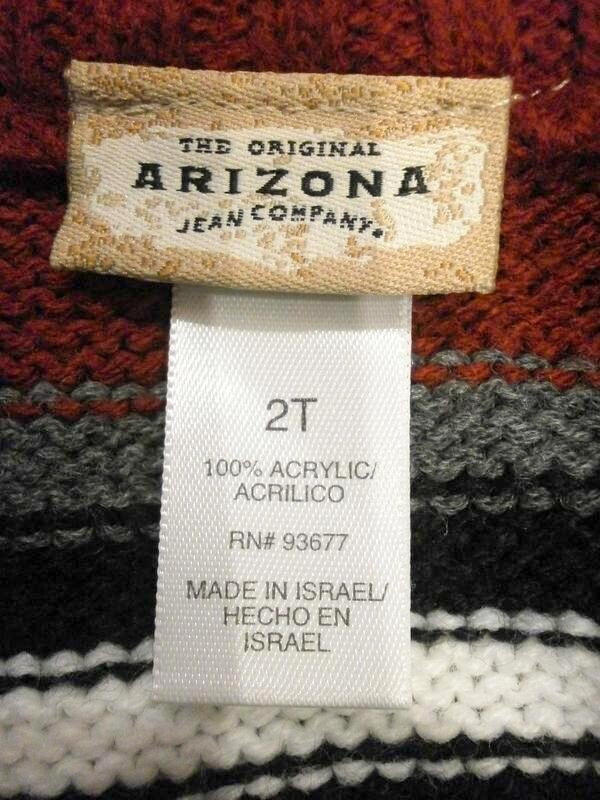 THE ORIGINAL
ARIZONA
JEAN COMPANY.
2T
100% ACRYLIC/
ACRILICO
RN# 93677
MADE IN ISRAEL/
HECHO EN
ISRAEL